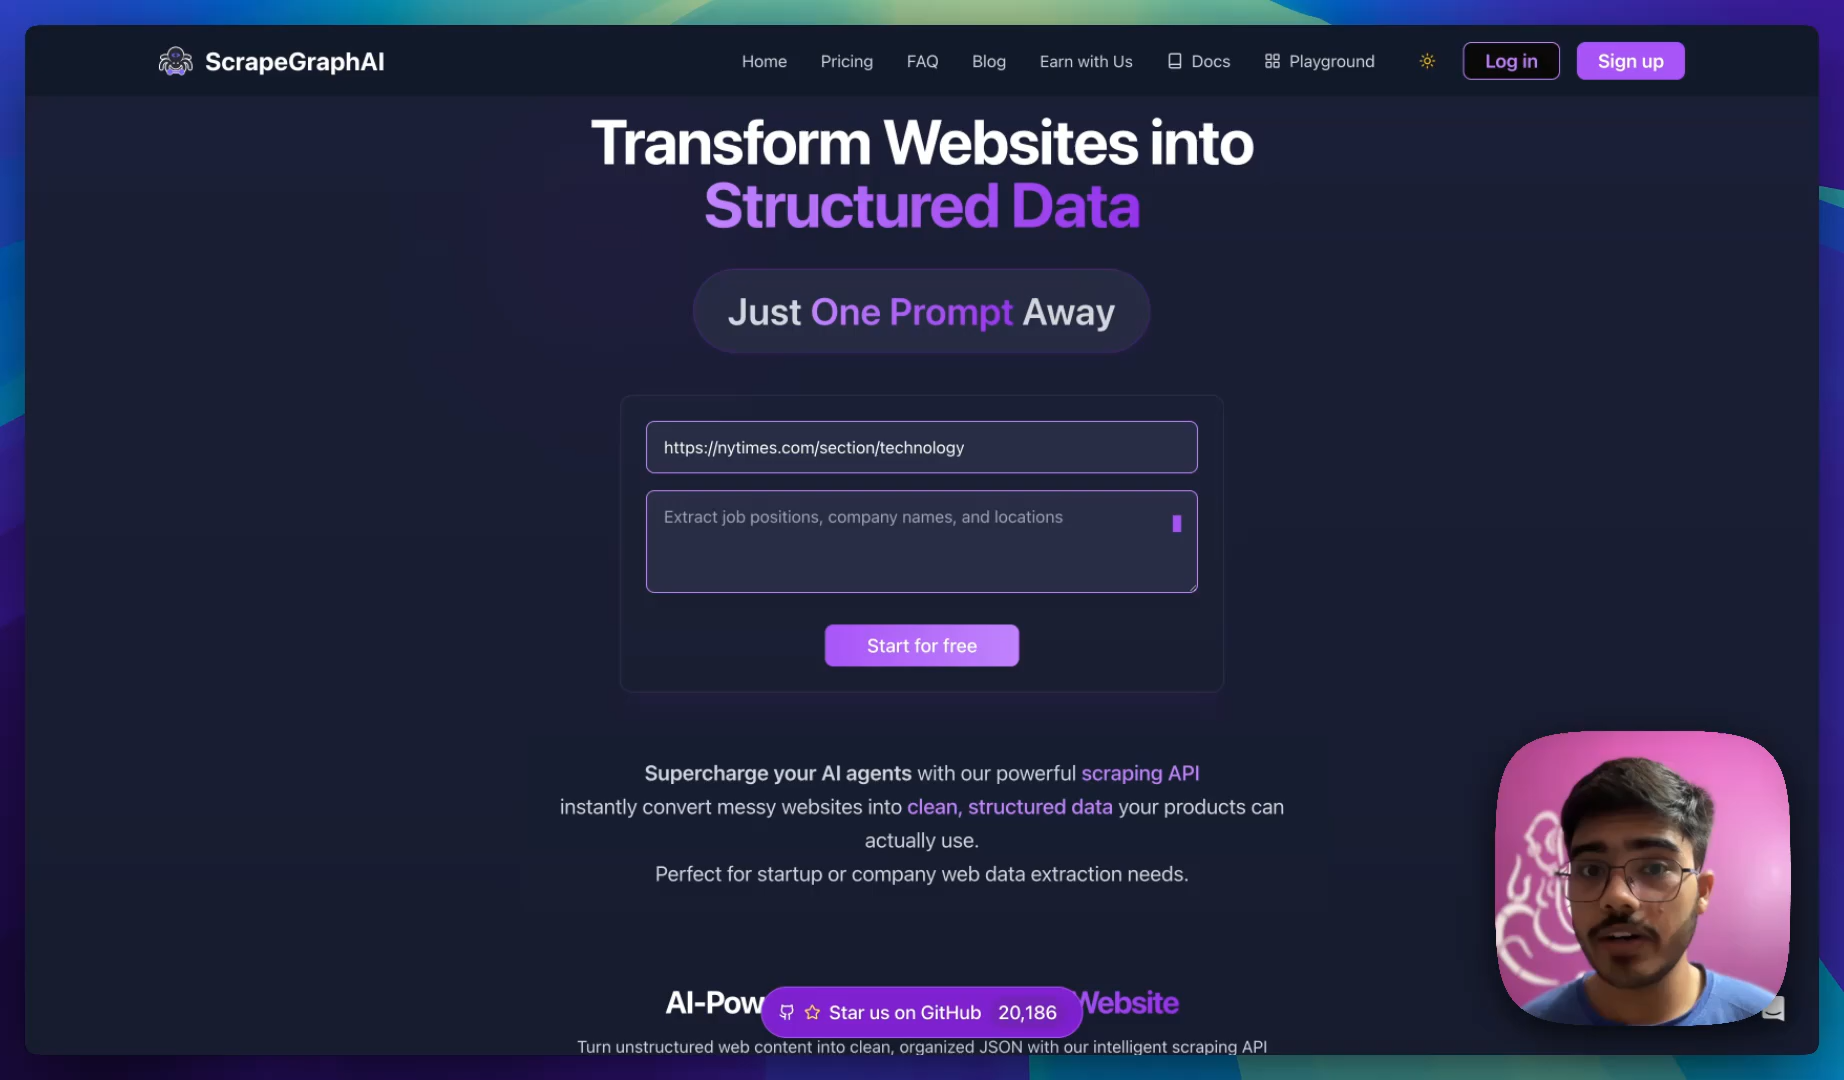 ScrapeGraphAI
Home
Pricing
FAQ
Blog
Earn with Us
Docs
Playground
Log in
Sign up
Transform Websites into
Structured Data
Just One Prompt Away
https://nytimes.com/section/technology
Extract job positions, company names, and locations
Start for free
Supercharge your AI agents with our powerful scraping API
instantly convert messy websites into clean, structured data your products can
actually use.
Perfect for startup or company web data extraction needs.
AI-Pow Website
Star us on GitHub 20,186
Turn unstructured web content into clean, organized JSON with our intelligent scraping API